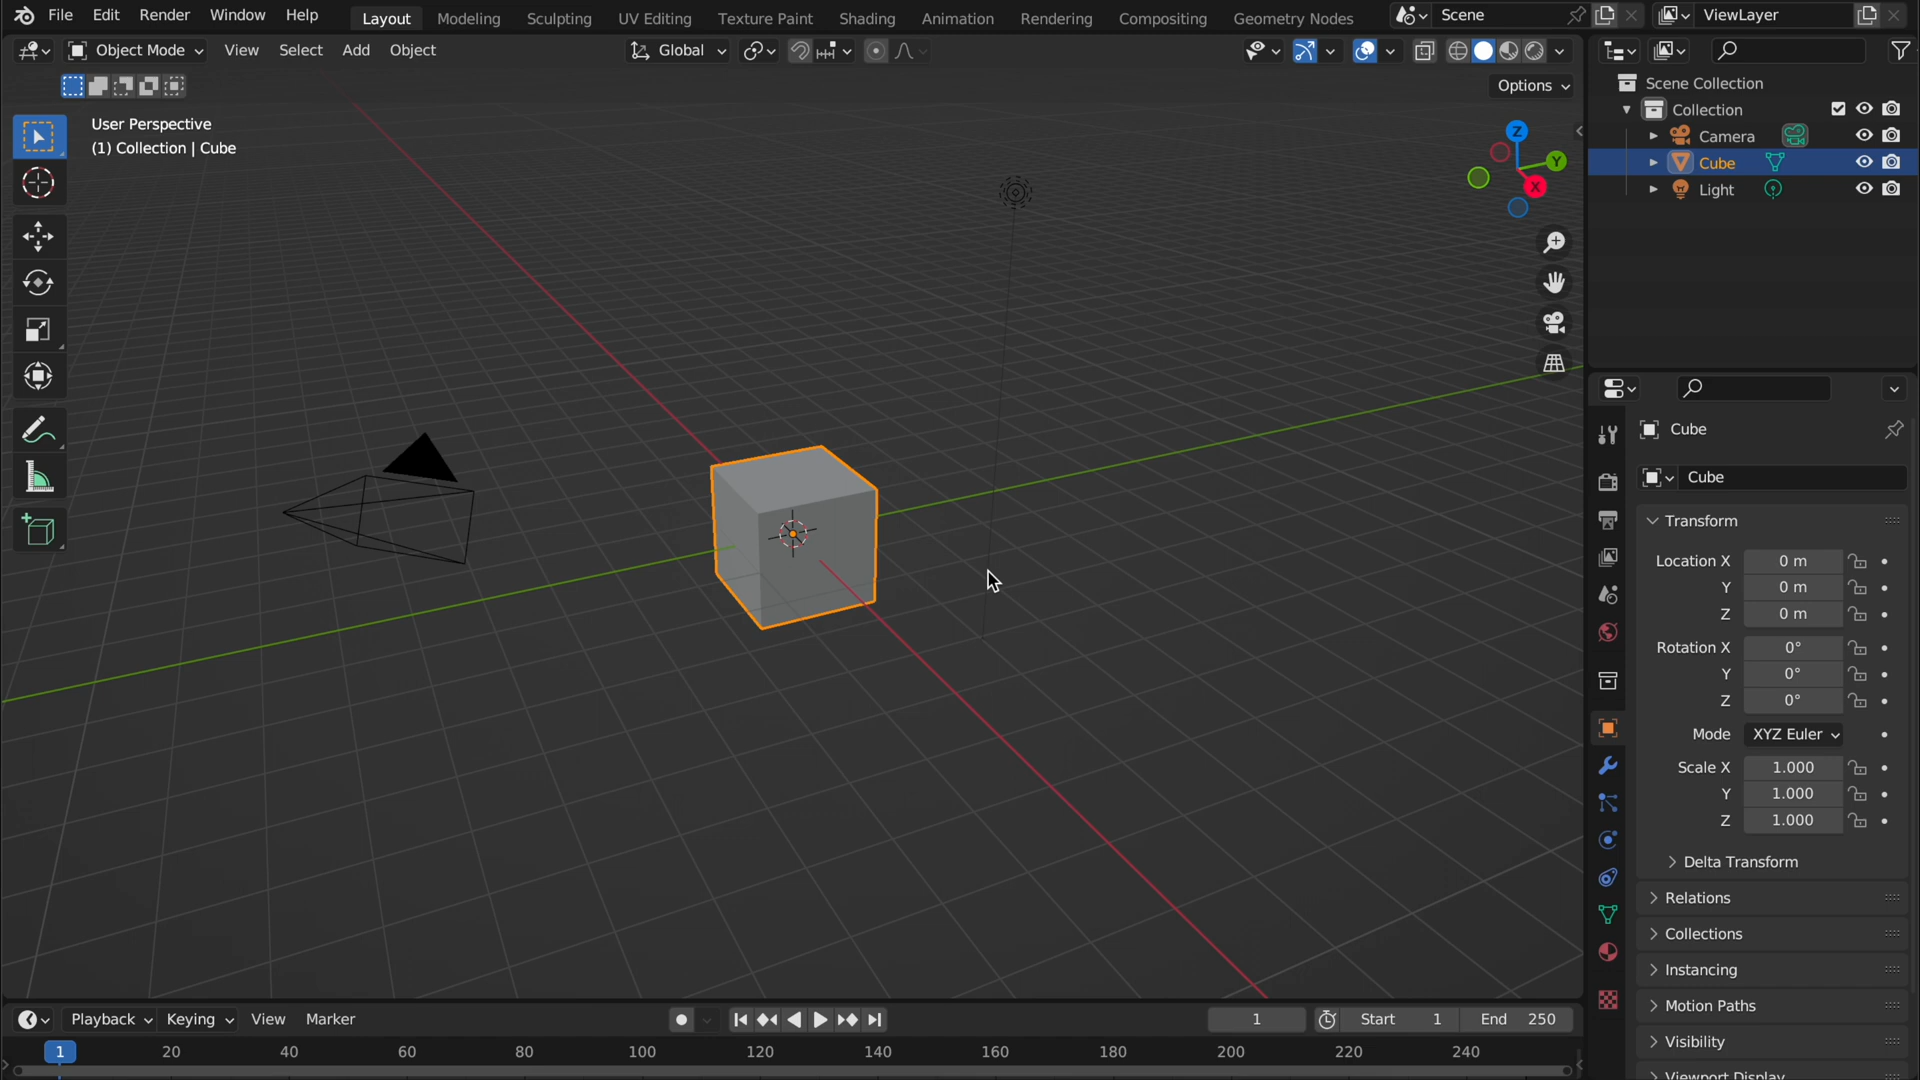 File Edit Render Window Help Layout Modeling Sculpting UV Editing Texture Paint Shading Animation Rendering Compositing Geometry Nodes Scene ViewLayer
Object Mode View Select Add Object Global
Options
User Perspective
(1) Collection | Cube
Z
Y
X
Scene Collection
Collection
Camera
Cube
Light
Cube
Cube
Transform
Location X 0 m
Y 0 m
Z 0 m
Rotation X 0°
Y 0°
Z 0°
Mode XYZ Euler
Scale X 1.000
Y 1.000
Z 1.000
Delta Transform
Relations
Collections
Instancing
Motion Paths
Visibility
Viewport Display
Playback Keying View Marker 1 Start 1 End 250
1 20 40 60 80 100 120 140 160 180 200 220 240